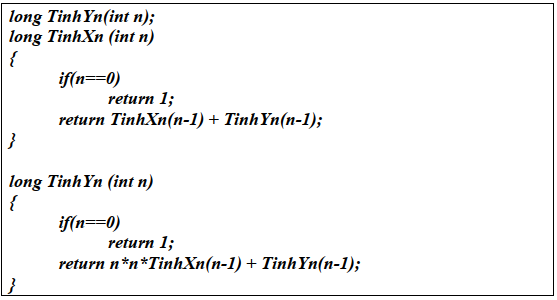 long TinhYn(int n);
long TinhXn (int n)
{
if(n==0)
return 1;
return TinhXn(n-1) + TinhYn(n-1);
}
long TinhYn (int n)
{
if(n==0)
return 1;
return n*n*TinhXn(n-1) + TinhYn(n-1);
}